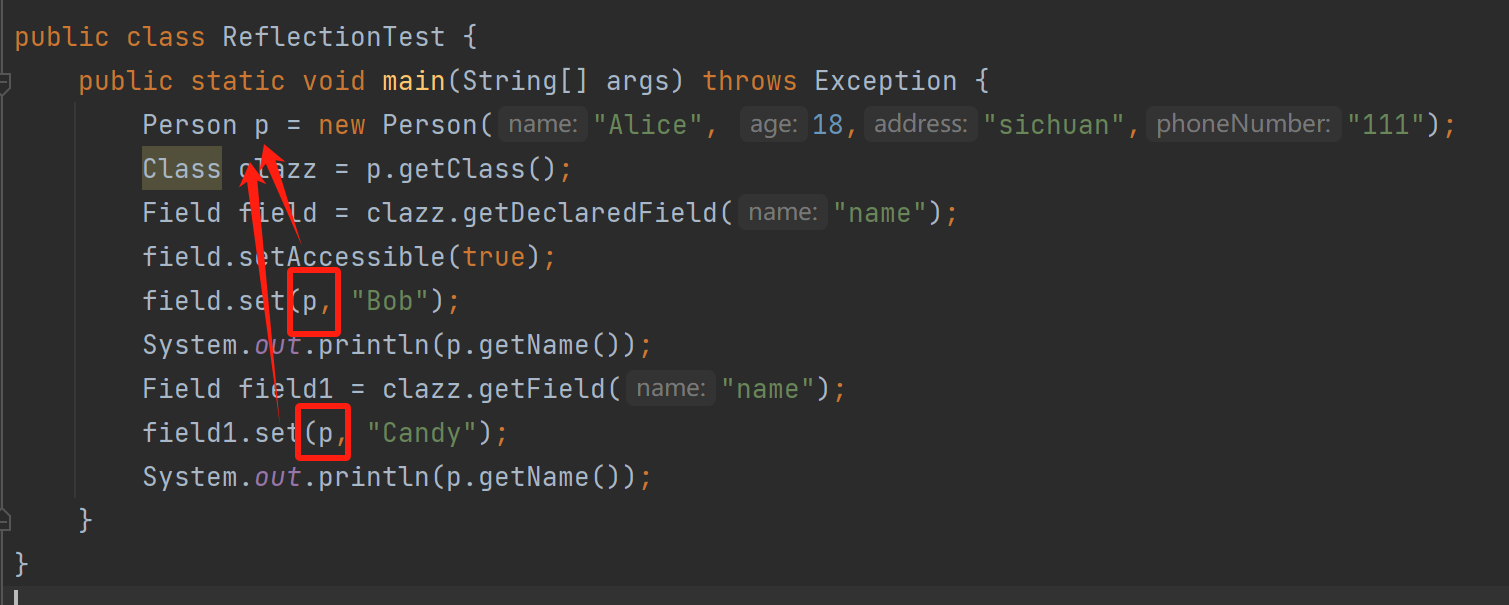 public class ReflectionTest {
public static void main(String[] args) throws Exception {
Person p = new Person( name: "Alice", age: 18, address: "sichuan", phoneNumber: "111");
Class clazz = p.getClass();
Field field = clazz.getDeclaredField( name: "name");
field.setAccessible(true);
field.set(p, "Bob");
System.out.println(p.getName());
Field field1 = clazz.getField( name: "name");
field1.set(p, "Candy");
System.out.println(p.getName());
}
}